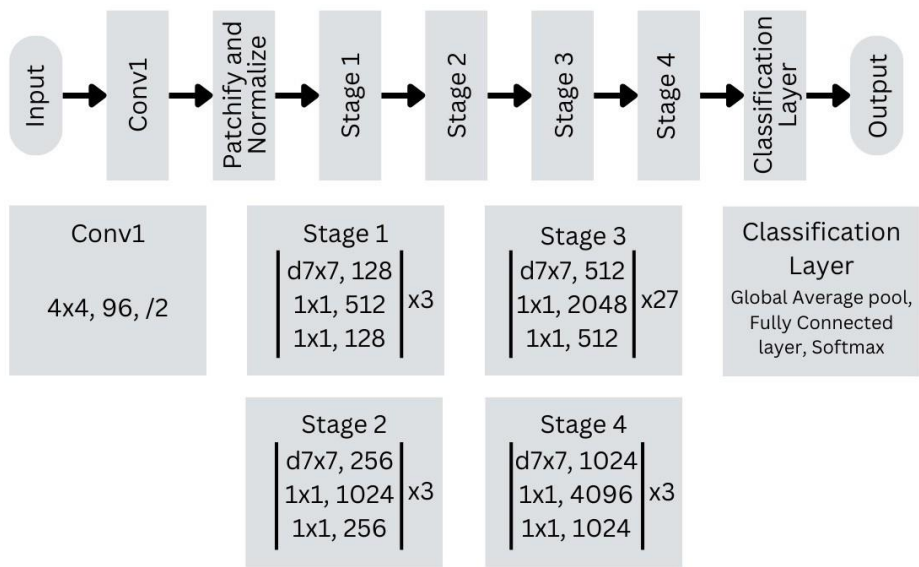 Input
Conv1
Patchify and
Normalize
Stage 1
Stage 2
Stage 3
Stage 4
Classification
Layer
Output
Conv1
4x4, 96, /2
Stage 1
d7x7, 128
1x1, 512
1x1, 128
x3
Stage 3
d7x7, 512
1x1, 2048
1x1, 512
x27
Classification
Layer
Global Average pool,
Fully Connected
layer, Softmax
Stage 2
d7x7, 256
1x1, 1024
1x1, 256
x3
Stage 4
d7x7, 1024
1x1, 4096
1x1, 1024
x3